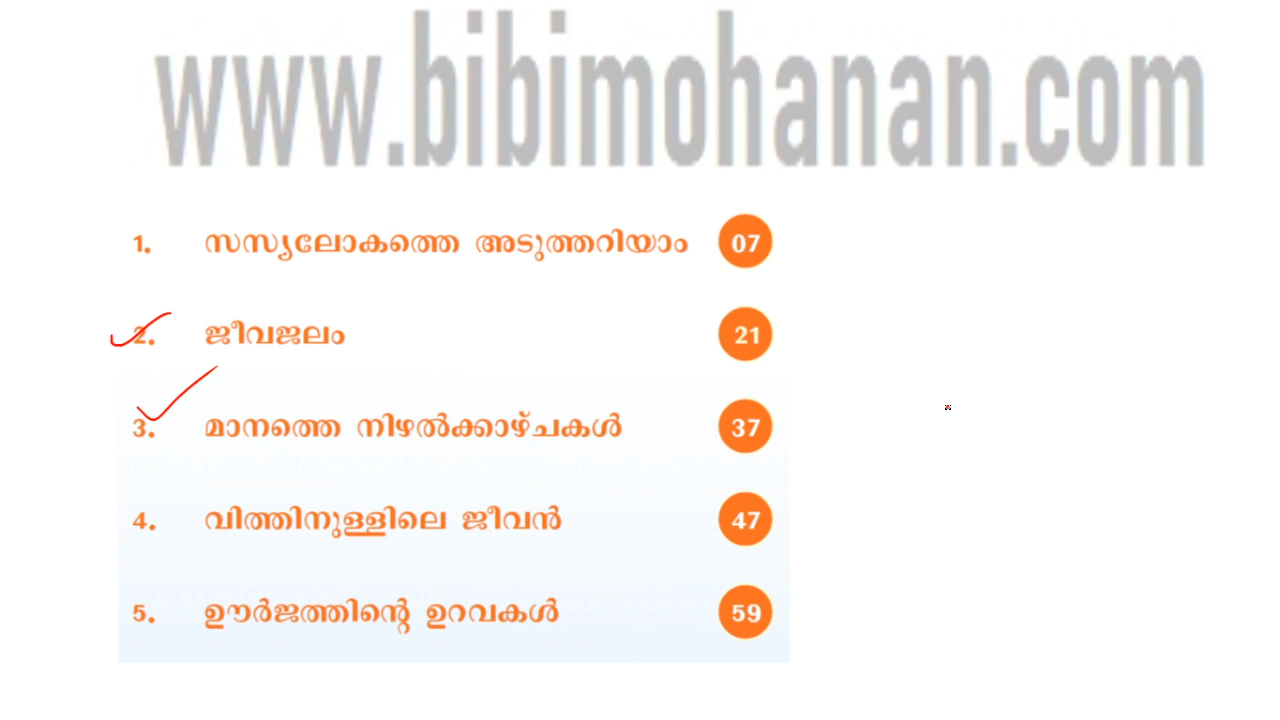 www.bibimohanan.com
1. സസ്യലോകത്തെ അടുത്തറിയാം 07
2. ജീവജലം 21
3. മാനത്തെ നിഴൽക്കാഴ്ചകൾ 37
4. വിത്തിനുള്ളിലെ ജീവൻ 47
5. ഊർജത്തിന്റെ ഉറവകൾ 59